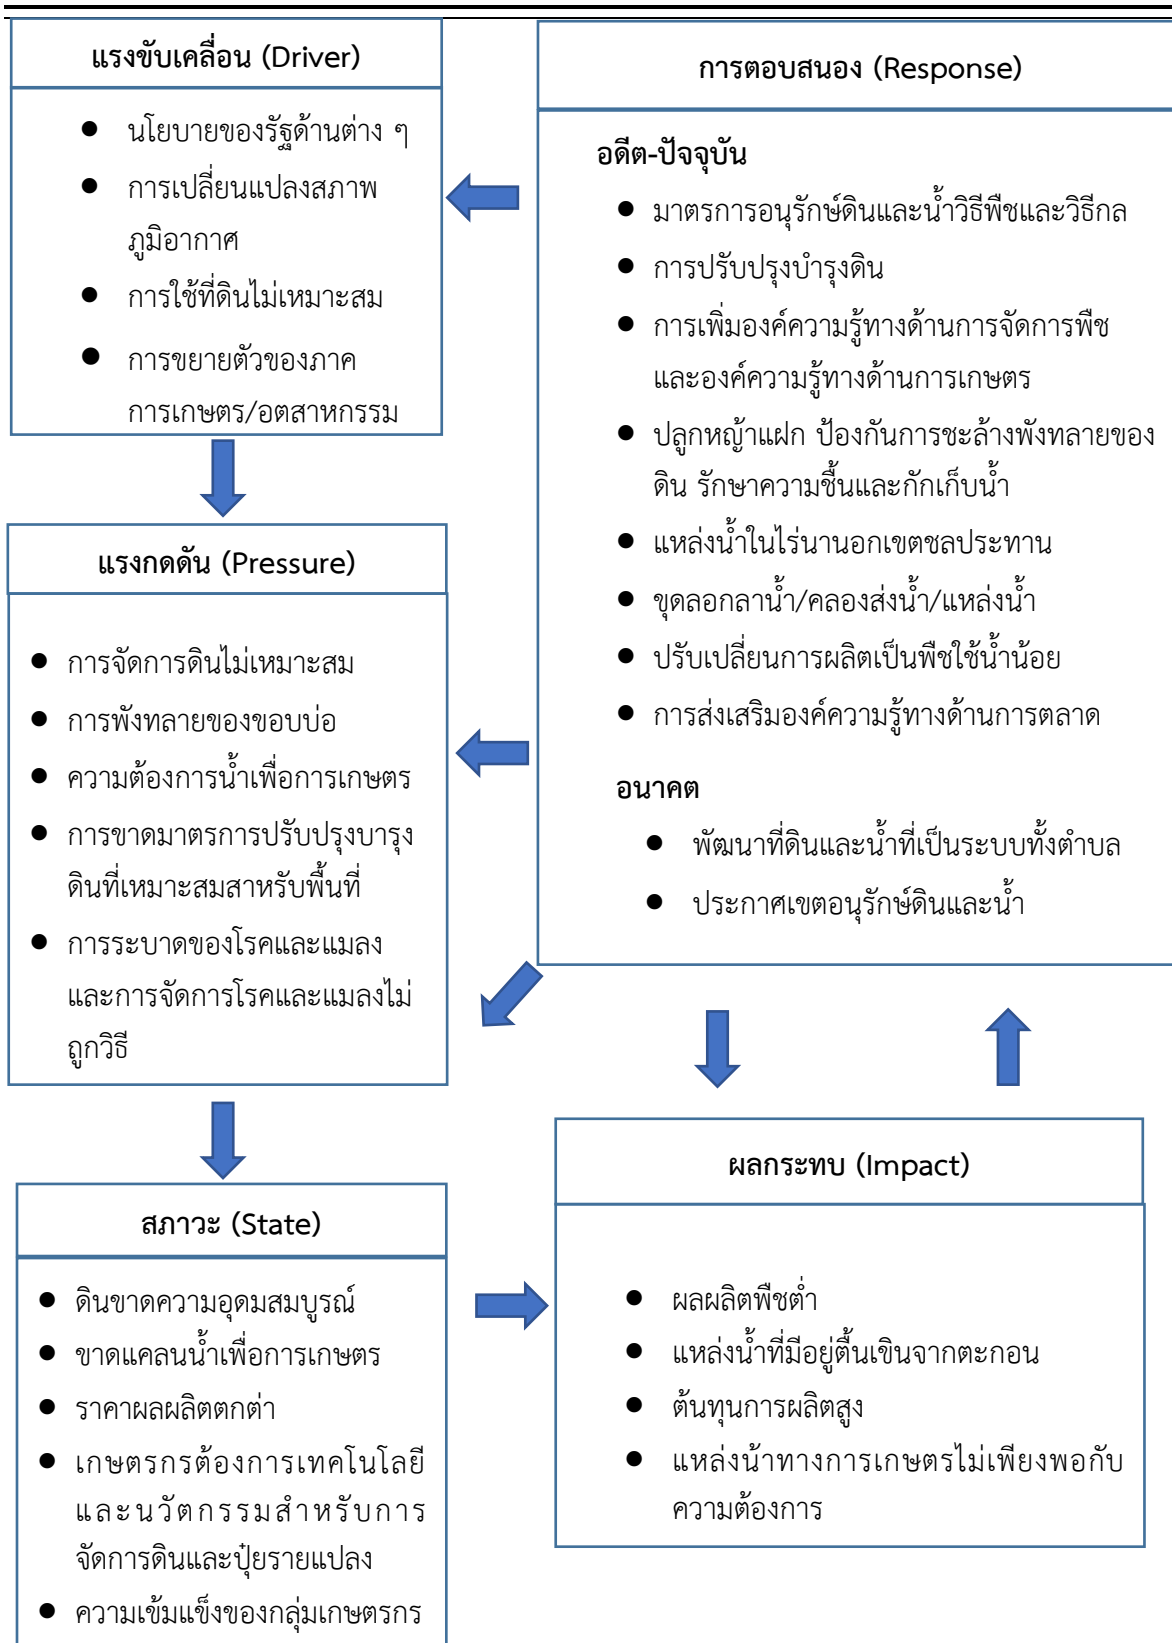 แรงขับเคลื่อน (Driver)
● นโยบายของรัฐด้านต่าง ๆ
● การเปลี่ยนแปลงสภาพ
ภูมิอากาศ
● การใช้ที่ดินไม่เหมาะสม
● การขยายตัวของภาค
การเกษตร/อตสาหกรรม
แรงกดดัน (Pressure)
● การจัดการดินไม่เหมาะสม
● การพังทลายของขอบบ่อ
● ความต้องการน้ำเพื่อการเกษตร
● การขาดมาตรการปรับปรุงบารุง
ดินที่เหมาะสมสาหรับพื้นที่
● การระบาดของโรคและแมลง
และการจัดการโรคและแมลงไม่
ถูกวิธี
สภาวะ (State)
● ดินขาดความอุดมสมบูรณ์
● ขาดแคลนน้ำเพื่อการเกษตร
● ราคาผลผลิตตกต่า
● เกษตรกรต้องการเทคโนโลยี
และนวัตกรรมสำหรับการ
จัดการดินและปุ๋ยรายแปลง
● ความเข้มแข็งของกลุ่มเกษตรกร
การตอบสนอง (Response)
อดีต-ปัจจุบัน
● มาตรการอนุรักษ์ดินและน้ำวิธีพืชและวิธีกล
● การปรับปรุงบำรุงดิน
● การเพิ่มองค์ความรู้ทางด้านการจัดการพืช
และองค์ความรู้ทางด้านการเกษตร
● ปลูกหญ้าแฝก ป้องกันการชะล้างพังทลายของ
ดิน รักษาความชื้นและกักเก็บน้ำ
● แหล่งน้ำในไร่นานอกเขตชลประทาน
● ขุดลอกลาน้ำ/คลองส่งน้ำ/แหล่งน้ำ
● ปรับเปลี่ยนการผลิตเป็นพืชใช้น้ำน้อย
● การส่งเสริมองค์ความรู้ทางด้านการตลาด
อนาคต
● พัฒนาที่ดินและน้ำที่เป็นระบบทั้งตำบล
● ประกาศเขตอนุรักษ์ดินและน้ำ
ผลกระทบ (Impact)
● ผลผลิตพืชต่ำ
● แหล่งน้ำที่มีอยู่ตื้นเขินจากตะกอน
● ต้นทุนการผลิตสูง
● แหล่งน้าทางการเกษตรไม่เพียงพอกับ
ความต้องการ